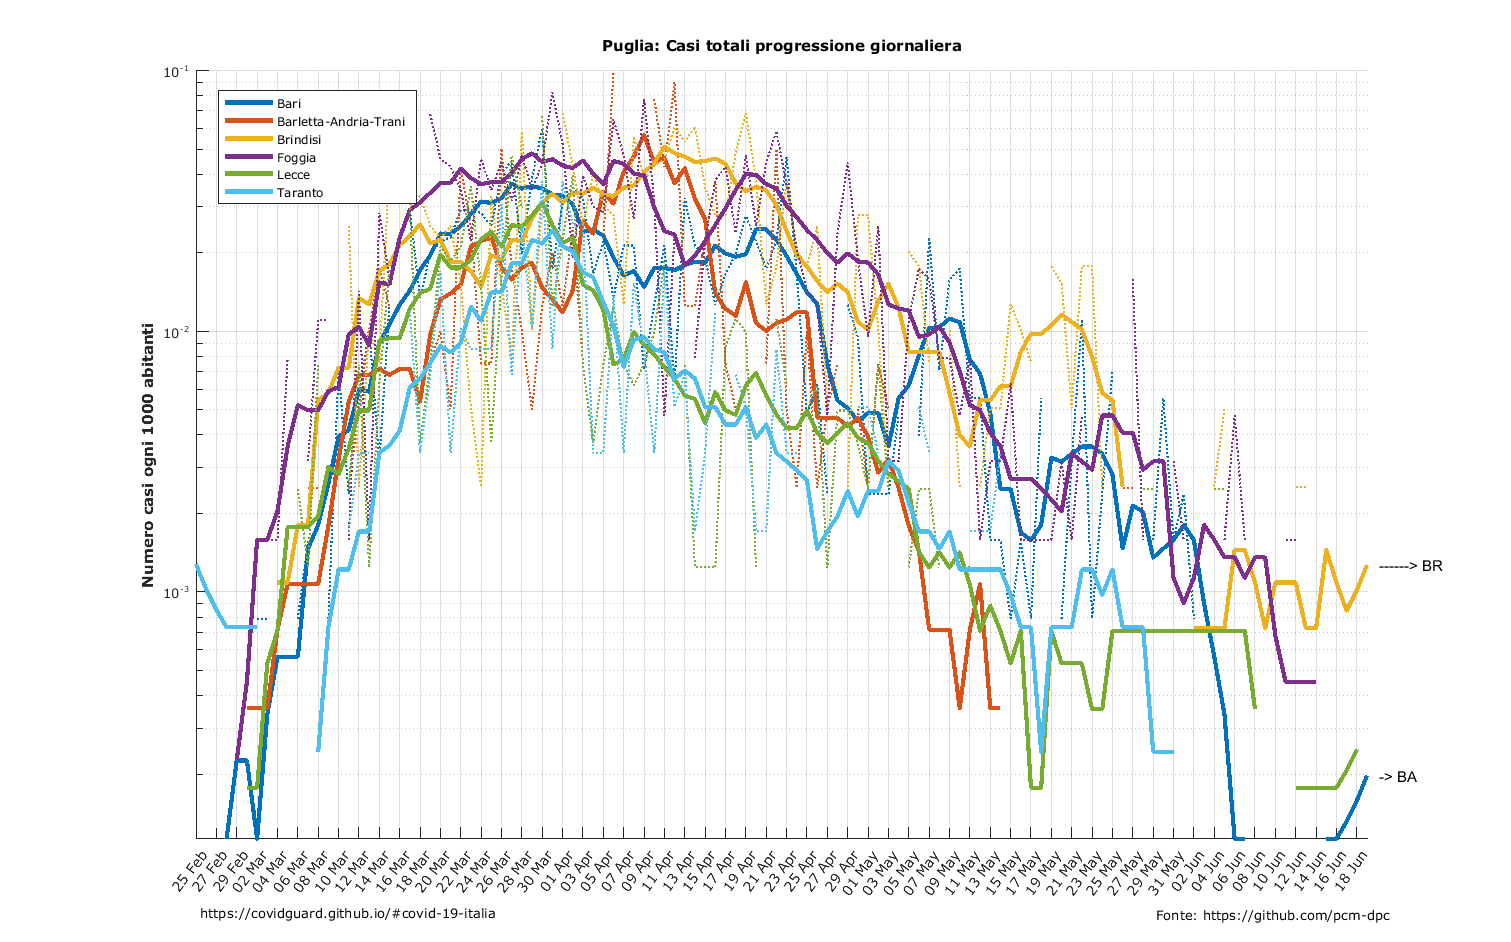 Puglia: Casi totali progressione giornaliera
10⁻¹
10⁻²
10⁻³
Numero casi ogni 1000 abitanti
Bari
Barletta-Andria-Trani
Brindisi
Foggia
Lecce
Taranto
------> BR
-> BA
25 Feb
27 Feb
29 Feb
02 Mar
04 Mar
06 Mar
08 Mar
10 Mar
12 Mar
14 Mar
16 Mar
18 Mar
20 Mar
22 Mar
24 Mar
26 Mar
28 Mar
30 Mar
01 Apr
03 Apr
05 Apr
07 Apr
09 Apr
11 Apr
13 Apr
15 Apr
17 Apr
19 Apr
21 Apr
23 Apr
25 Apr
27 Apr
29 Apr
01 May
03 May
05 May
07 May
09 May
11 May
13 May
15 May
17 May
19 May
21 May
23 May
25 May
27 May
29 May
31 May
02 Jun
04 Jun
06 Jun
08 Jun
10 Jun
12 Jun
14 Jun
16 Jun
18 Jun
https://covidguard.github.io/#covid-19-italia
Fonte: https://github.com/pcm-dpc